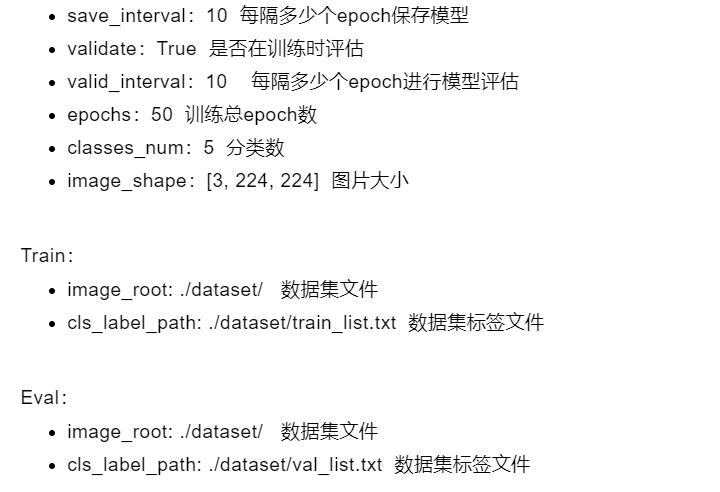 • save_interval：10 每隔多少个epoch保存模型
• validate：True 是否在训练时评估
• valid_interval：10 每隔多少个epoch进行模型评估
• epochs：50 训练总epoch数
• classes_num：5 分类数
• image_shape：[3, 224, 224] 图片大小
Train：
• image_root: ./dataset/ 数据集文件
• cls_label_path: ./dataset/train_list.txt 数据集标签文件
Eval：
• image_root: ./dataset/ 数据集文件
• cls_label_path: ./dataset/val_list.txt 数据集标签文件